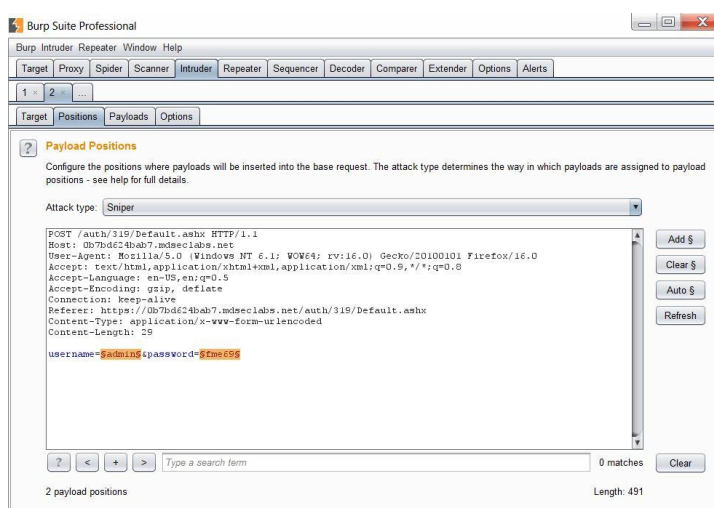 Burp Suite Professional
Burp Intruder Repeater Window Help
Target Proxy Spider Scanner Intruder Repeater Sequencer Decoder Comparer Extender Options Alerts
1 × 2 × ...
Target Positions Payloads Options
? Payload Positions
Configure the positions where payloads will be inserted into the base request. The attack type determines the way in which payloads are assigned to payload
positions - see help for full details.
Attack type: Sniper
POST /auth/319/Default.ashx HTTP/1.1
Host: 0b7bd624bab7.mdseclabs.net
User-Agent: Mozilla/5.0 (Windows NT 6.1; WOW64; rv:16.0) Gecko/20100101 Firefox/16.0
Accept: text/html,application/xhtml+xml,application/xml;q=0.9,*/*;q=0.8
Accept-Language: en-US,en;q=0.5
Accept-Encoding: gzip, deflate
Connection: keep-alive
Referer: https://0b7bd624bab7.mdseclabs.net/auth/319/Default.ashx
Content-Type: application/x-www-form-urlencoded
Content-Length: 29
username=§admin§&password=§fme69§
Add §
Clear §
Auto §
Refresh
? < + > Type a search term 0 matches Clear
2 payload positions Length: 491